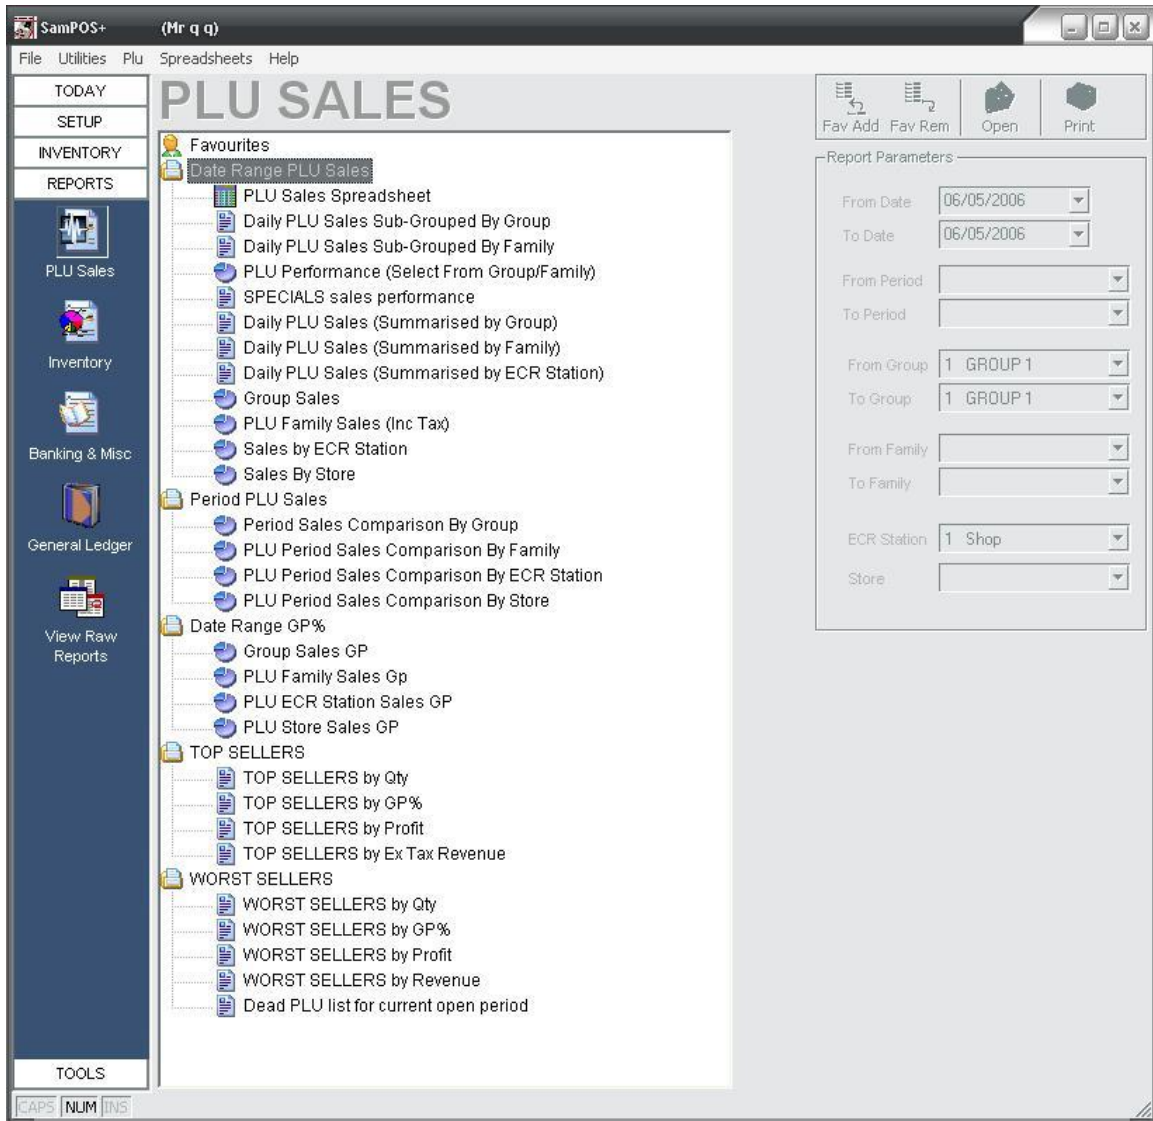 SamPOS+ (Mr q q)
File Utilities Plu Spreadsheets Help
TODAY
SETUP
INVENTORY
REPORTS
PLU Sales
Inventory
Banking & Misc
General Ledger
View Raw
Reports
TOOLS
PLU SALES
Favourites
Date Range PLU Sales
PLU Sales Spreadsheet
Daily PLU Sales Sub-Grouped By Group
Daily PLU Sales Sub-Grouped By Family
PLU Performance (Select From Group/Family)
SPECIALS sales performance
Daily PLU Sales (Summarised by Group)
Daily PLU Sales (Summarised by Family)
Daily PLU Sales (Summarised by ECR Station)
Group Sales
PLU Family Sales (Inc Tax)
Sales by ECR Station
Sales By Store
Period PLU Sales
Period Sales Comparison By Group
PLU Period Sales Comparison By Family
PLU Period Sales Comparison By ECR Station
PLU Period Sales Comparison By Store
Date Range GP%
Group Sales GP
PLU Family Sales Gp
PLU ECR Station Sales GP
PLU Store Sales GP
TOP SELLERS
TOP SELLERS by Qty
TOP SELLERS by GP%
TOP SELLERS by Profit
TOP SELLERS by Ex Tax Revenue
WORST SELLERS
WORST SELLERS by Qty
WORST SELLERS by GP%
WORST SELLERS by Profit
WORST SELLERS by Revenue
Dead PLU list for current open period
Fav Add Fav Rem Open Print
Report Parameters
From Date 06/05/2006
To Date 06/05/2006
From Period
To Period
From Group 1 GROUP 1
To Group 1 GROUP 1
From Family
To Family
ECR Station 1 Shop
Store
CAPS NUM INS